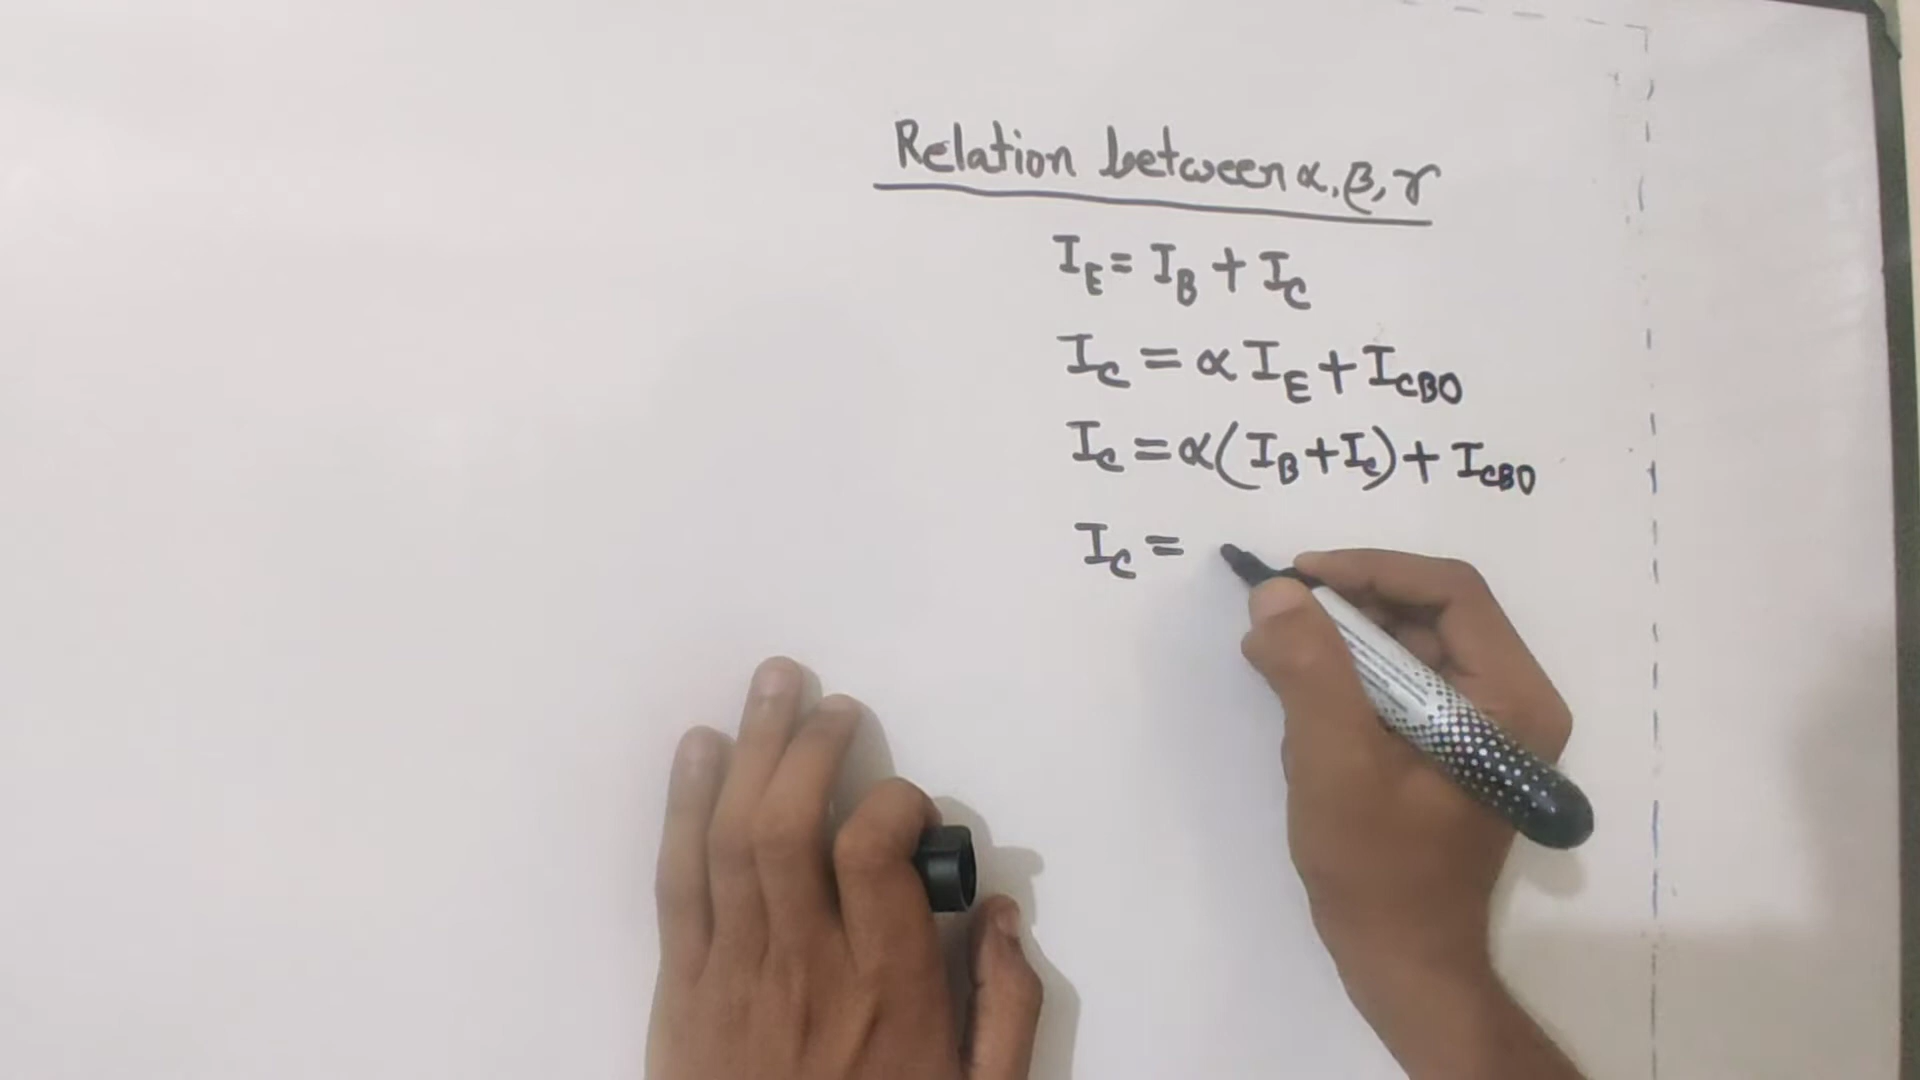 Relation between α, β, γ
I_E = I_B + I_C
I_C = α I_E + I_CBO
I_C = α(I_B + I_C) + I_CBO
I_C =